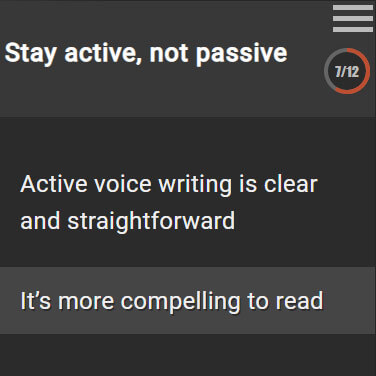 Stay active, not passive
7/12
Active voice writing is clear
and straightforward
It’s more compelling to read